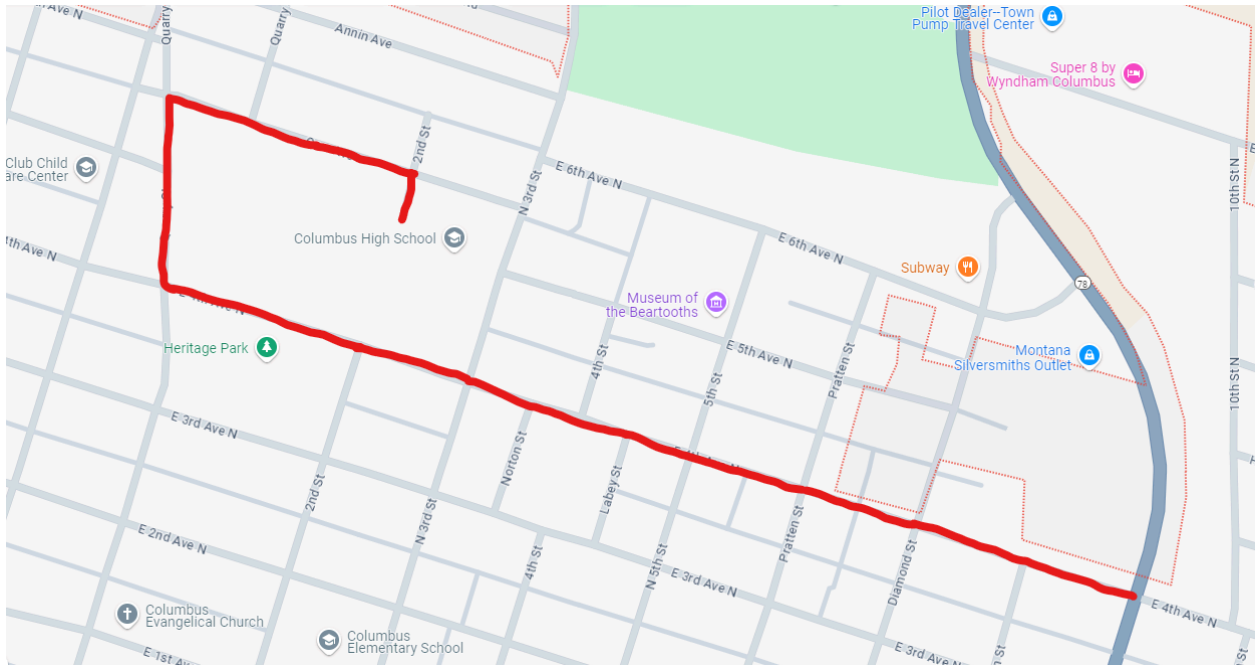 Quarry
Quarry
Annin Ave
Pilot Dealer--Town
Pump Travel Center
Super 8 by
Wyndham Columbus
Club Child
are Center
2nd St
E 6th Ave N
N 3rd St
10th St N
Columbus High School
E 6th Ave N
Subway
78
4th Ave N
Museum of
the Beartooths
Heritage Park
E 5th Ave N
Montana
Silversmiths Outlet
4th St
5th St
Pratten St
10th St N
E 3rd Ave N
Norton St
Labey St
2nd St
N 3rd St
4th St
N 5th St
Pratten St
Diamond St
E 2nd Ave N
E 3rd Ave N
E 4th Ave N
Columbus
Evangelical Church
Columbus
Elementary School
E 1st Av
E 3rd Ave N